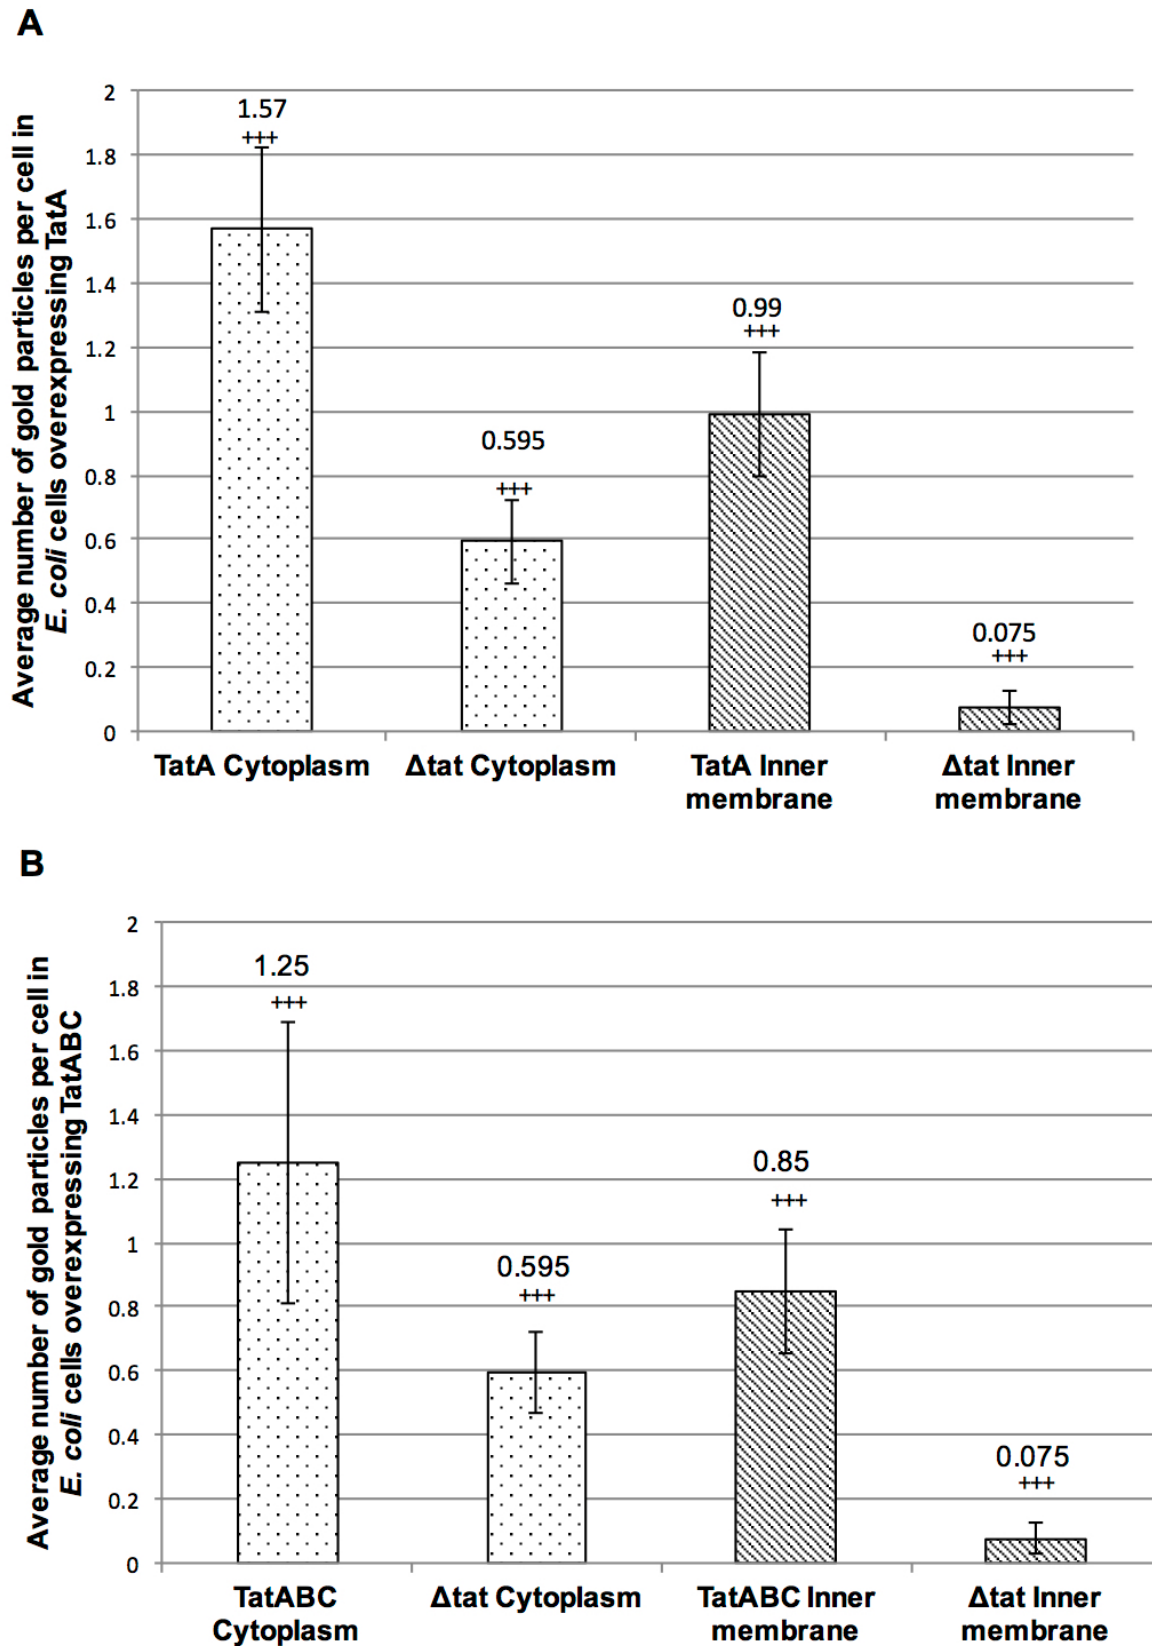 A
Average number of gold particles per cell in
E. coli cells overexpressing TatA
2
1.8
1.6
1.4
1.2
1
0.8
0.6
0.4
0.2
0
1.57
+++
0.595
+++
0.99
+++
0.075
+++
TatA Cytoplasm
Δtat Cytoplasm
TatA Inner
membrane
Δtat Inner
membrane
B
Average number of gold particles per cell in
E. coli cells overexpressing TatABC
2
1.8
1.6
1.4
1.2
1
0.8
0.6
0.4
0.2
0
1.25
+++
0.595
+++
0.85
+++
0.075
+++
TatABC
Cytoplasm
Δtat Cytoplasm
TatABC Inner
membrane
Δtat Inner
membrane